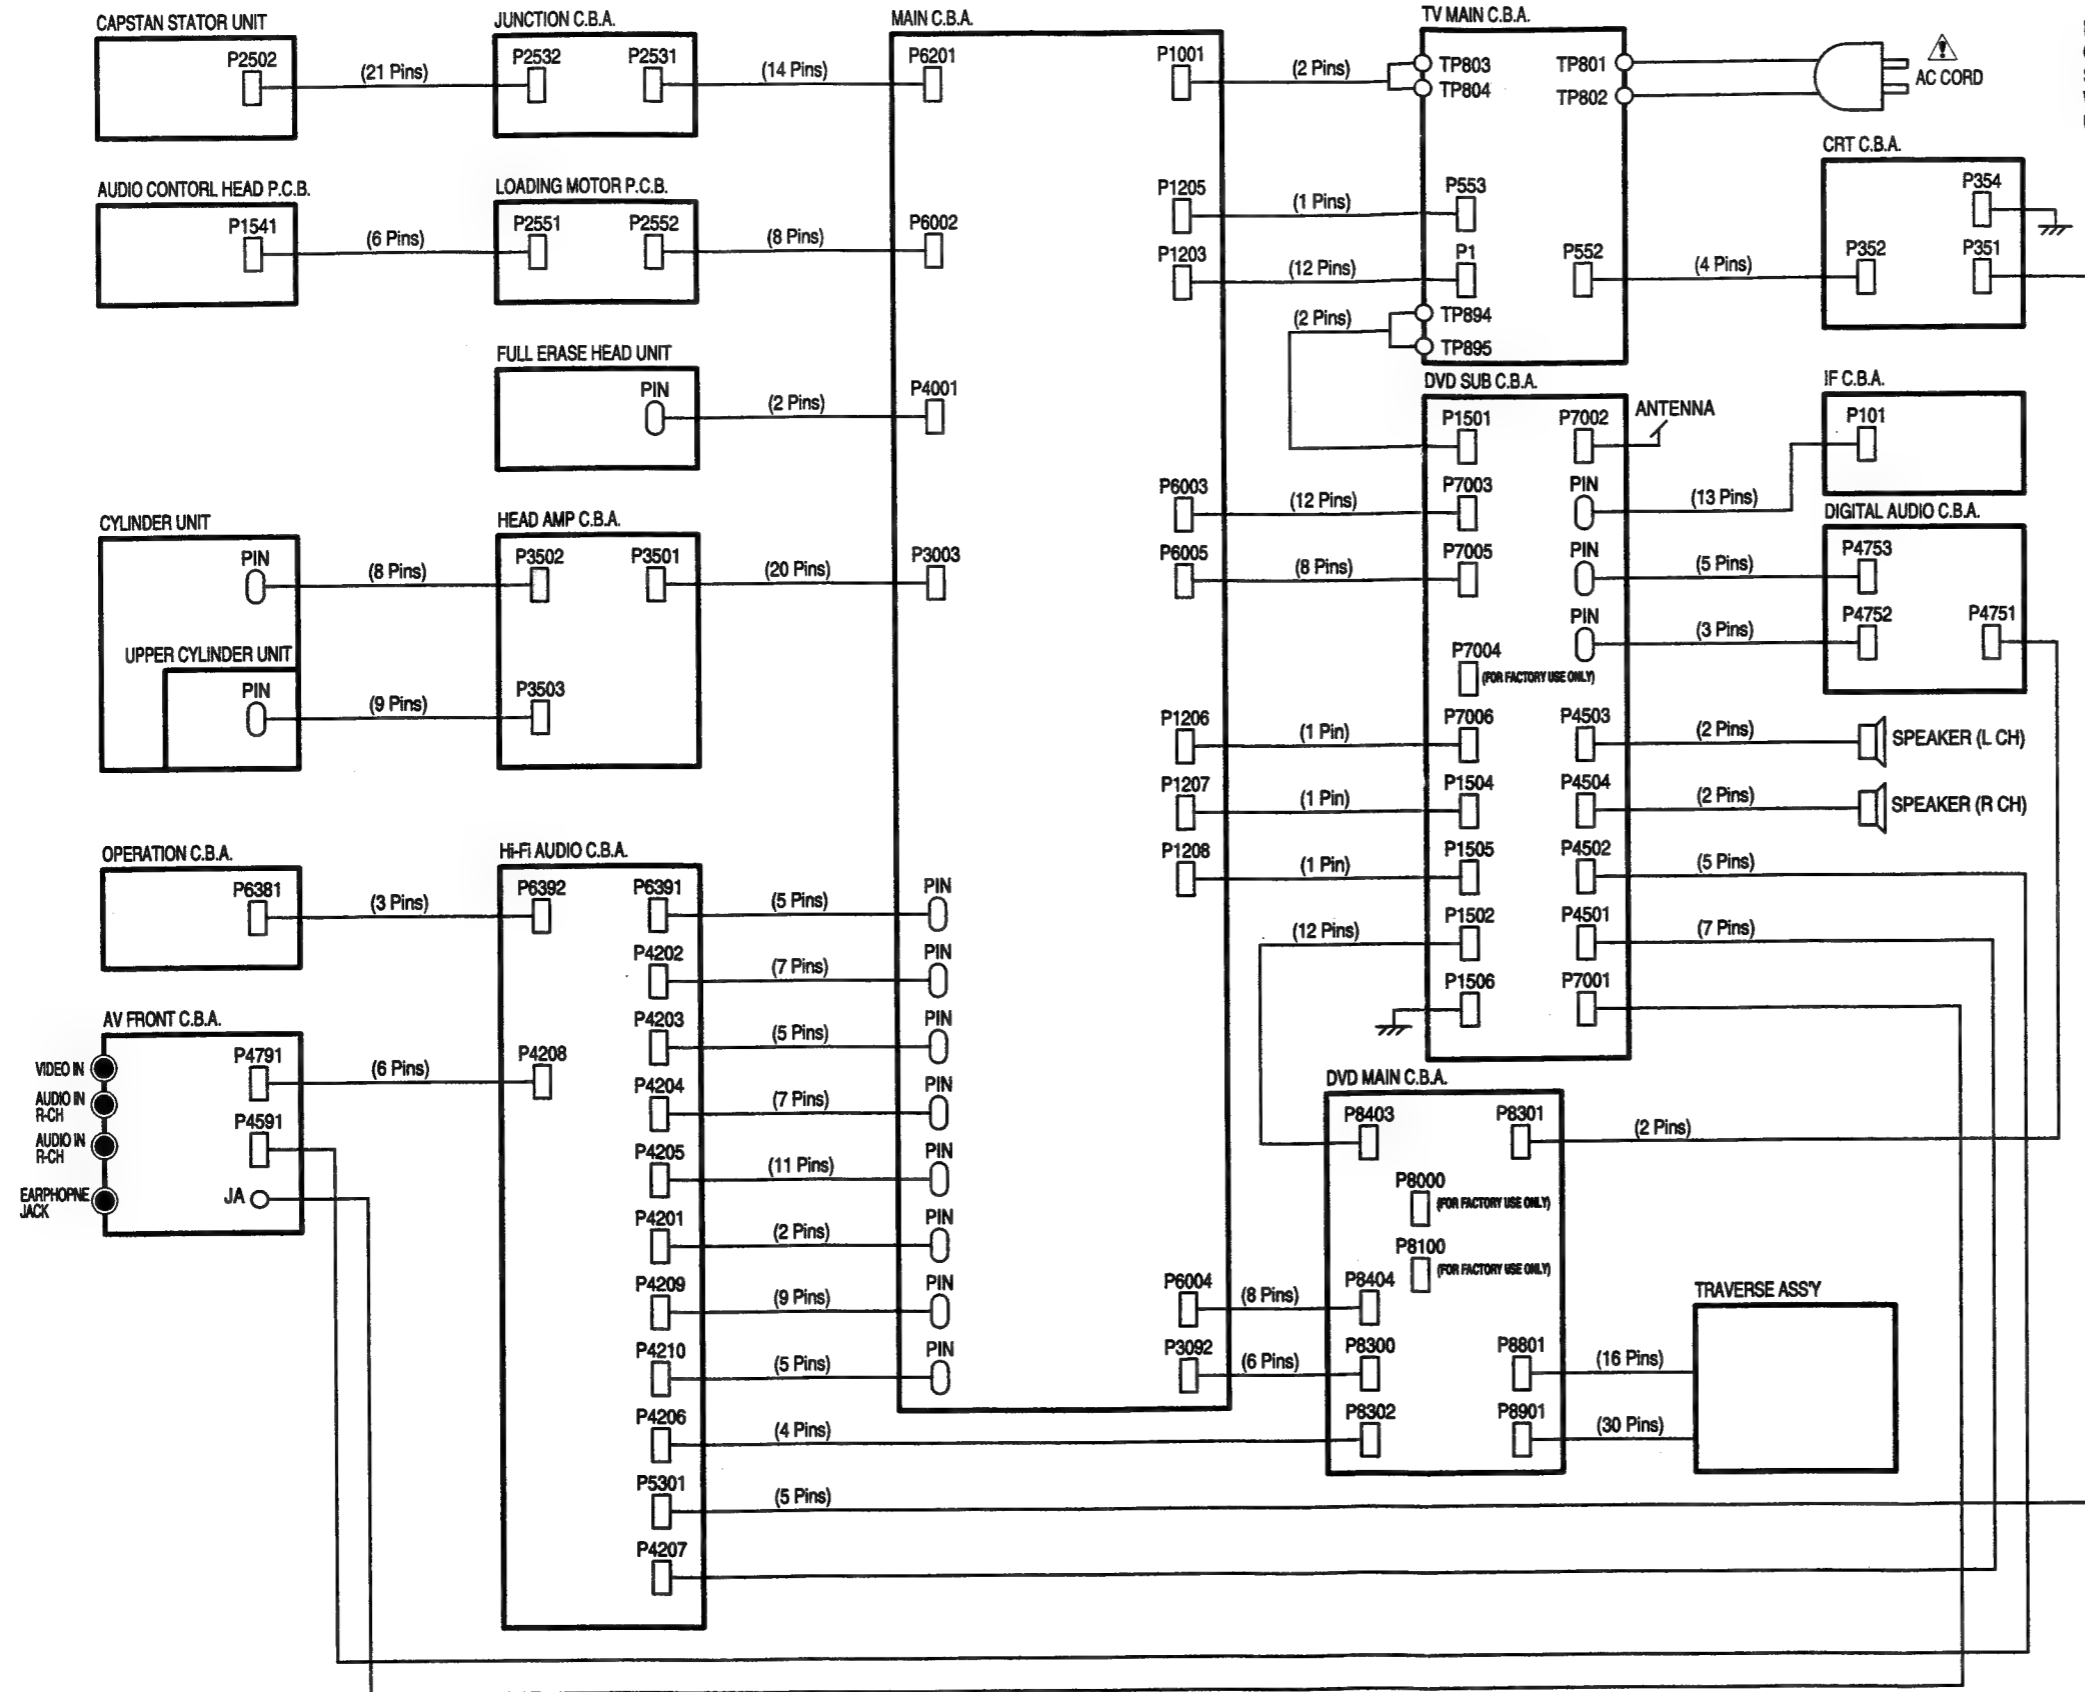 CAPSTAN STATOR UNIT
P2502
(21 Pins)
JUNCTION C.B.A.
P2532
P2531
(14 Pins)
MAIN C.B.A.
P6201
P1001
(2 Pins)
TV MAIN C.B.A.
TP803
TP804
TP801
TP802
AC CORD
AUDIO CONTORL HEAD P.C.B.
P1541
(6 Pins)
LOADING MOTOR P.C.B.
P2551
P2552
(8 Pins)
P6002
P1205
(1 Pins)
P553
P1203
(12 Pins)
P1
P552
(4 Pins)
CRT C.B.A.
P354
P352
P351
(2 Pins)
TP894
TP895
FULL ERASE HEAD UNIT
PIN
(2 Pins)
P4001
DVD SUB C.B.A.
P1501
P7002
ANTENNA
IF C.B.A.
P101
P6003
(12 Pins)
P7003
PIN
(13 Pins)
CYLINDER UNIT
PIN
(8 Pins)
HEAD AMP C.B.A.
P3502
P3501
(20 Pins)
P3003
P6005
(8 Pins)
P7005
PIN
(5 Pins)
DIGITAL AUDIO C.B.A.
P4753
PIN
(3 Pins)
P4752
P4751
UPPER CYLINDER UNIT
PIN
(9 Pins)
P3503
P7004
(FOR FACTORY USE ONLY)
P1206
(1 Pin)
P7006
P4503
(2 Pins)
SPEAKER (L CH)
P1207
(1 Pin)
P1504
P4504
(2 Pins)
SPEAKER (R CH)
P1208
(1 Pin)
P1505
P4502
(5 Pins)
OPERATION C.B.A.
P6381
(3 Pins)
Hi-Fi AUDIO C.B.A.
P6392
P6391
(5 Pins)
PIN
(12 Pins)
P1502
P4501
(7 Pins)
P4202
(7 Pins)
PIN
P1506
P7001
AV FRONT C.B.A.
VIDEO IN
AUDIO IN
R-CH
AUDIO IN
R-CH
EARPHOPNE
JACK
P4791
(6 Pins)
P4208
P4591
JA
P4203
(5 Pins)
PIN
P4204
(7 Pins)
PIN
P4205
(11 Pins)
PIN
P4201
(2 Pins)
PIN
P4209
(9 Pins)
PIN
P4210
(5 Pins)
PIN
P4206
(4 Pins)
P5301
(5 Pins)
P4207
DVD MAIN C.B.A.
P8403
P8301
(2 Pins)
P8000
(FOR FACTORY USE ONLY)
P8100
(FOR FACTORY USE ONLY)
P6004
(8 Pins)
P8404
P3092
(6 Pins)
P8300
P8801
(16 Pins)
TRAVERSE ASS'Y
P8302
P8901
(30 Pins)